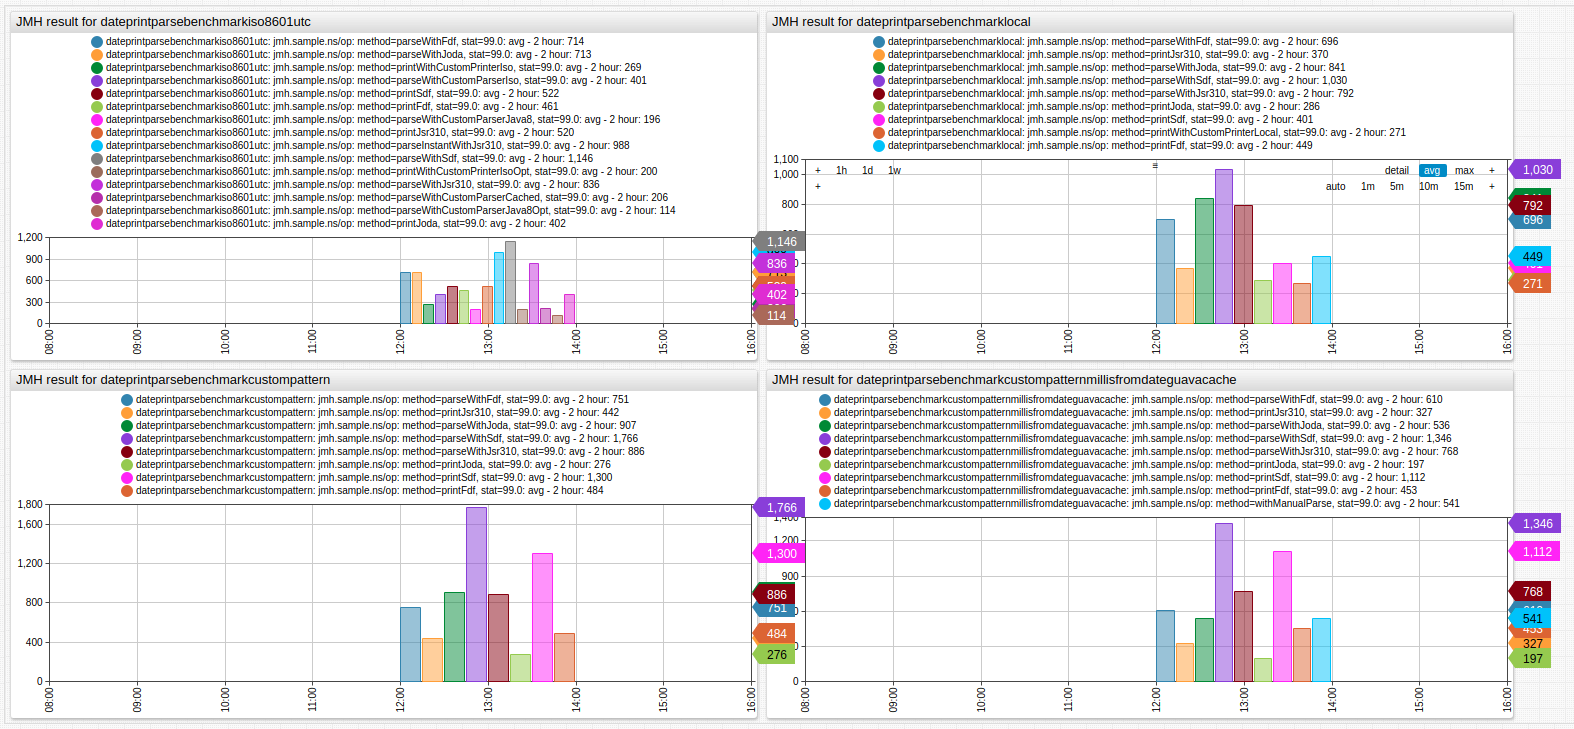 JMH result for dateprintparsebenchmarkiso8601utc
dateprintparsebenchmarkiso8601utc: jmh.sample.ns/op: method=parseWithFdf, stat=99.0: avg - 2 hour: 714
dateprintparsebenchmarkiso8601utc: jmh.sample.ns/op: method=parseWithJoda, stat=99.0: avg - 2 hour: 713
dateprintparsebenchmarkiso8601utc: jmh.sample.ns/op: method=printWithCustomPrinterIso, stat=99.0: avg - 2 hour: 269
dateprintparsebenchmarkiso8601utc: jmh.sample.ns/op: method=parseWithCustomParserIso, stat=99.0: avg - 2 hour: 401
dateprintparsebenchmarkiso8601utc: jmh.sample.ns/op: method=printSdf, stat=99.0: avg - 2 hour: 522
dateprintparsebenchmarkiso8601utc: jmh.sample.ns/op: method=printFdf, stat=99.0: avg - 2 hour: 461
dateprintparsebenchmarkiso8601utc: jmh.sample.ns/op: method=parseWithCustomParserJava8, stat=99.0: avg - 2 hour: 196
dateprintparsebenchmarkiso8601utc: jmh.sample.ns/op: method=printJsr310, stat=99.0: avg - 2 hour: 520
dateprintparsebenchmarkiso8601utc: jmh.sample.ns/op: method=parseInstantWithJsr310, stat=99.0: avg - 2 hour: 988
dateprintparsebenchmarkiso8601utc: jmh.sample.ns/op: method=parseWithSdf, stat=99.0: avg - 2 hour: 1,146
dateprintparsebenchmarkiso8601utc: jmh.sample.ns/op: method=printWithCustomPrinterIsoOpt, stat=99.0: avg - 2 hour: 200
dateprintparsebenchmarkiso8601utc: jmh.sample.ns/op: method=parseWithJsr310, stat=99.0: avg - 2 hour: 836
dateprintparsebenchmarkiso8601utc: jmh.sample.ns/op: method=parseWithCustomParserCached, stat=99.0: avg - 2 hour: 206
dateprintparsebenchmarkiso8601utc: jmh.sample.ns/op: method=parseWithCustomParserJava8Opt, stat=99.0: avg - 2 hour: 114
dateprintparsebenchmarkiso8601utc: jmh.sample.ns/op: method=printJoda, stat=99.0: avg - 2 hour: 402
1,200
900
600
300
0
1,146
836
402
114
08:00 09:00 10:00 11:00 12:00 13:00 14:00 15:00 16:00
JMH result for dateprintparsebenchmarklocal
dateprintparsebenchmarklocal: jmh.sample.ns/op: method=parseWithFdf, stat=99.0: avg - 2 hour: 696
dateprintparsebenchmarklocal: jmh.sample.ns/op: method=printJsr310, stat=99.0: avg - 2 hour: 370
dateprintparsebenchmarklocal: jmh.sample.ns/op: method=parseWithJoda, stat=99.0: avg - 2 hour: 841
dateprintparsebenchmarklocal: jmh.sample.ns/op: method=parseWithSdf, stat=99.0: avg - 2 hour: 1,030
dateprintparsebenchmarklocal: jmh.sample.ns/op: method=parseWithJsr310, stat=99.0: avg - 2 hour: 792
dateprintparsebenchmarklocal: jmh.sample.ns/op: method=printJoda, stat=99.0: avg - 2 hour: 286
dateprintparsebenchmarklocal: jmh.sample.ns/op: method=printSdf, stat=99.0: avg - 2 hour: 401
dateprintparsebenchmarklocal: jmh.sample.ns/op: method=printWithCustomPrinterLocal, stat=99.0: avg - 2 hour: 271
dateprintparsebenchmarklocal: jmh.sample.ns/op: method=printFdf, stat=99.0: avg - 2 hour: 449
+ 1h 1d 1w ≡ detail avg max +
+ auto 1m 5m 10m 15m +
1,100
1,000
800
0
1,030
792
696
449
271
08:00 09:00 10:00 11:00 12:00 13:00 14:00 15:00 16:00
JMH result for dateprintparsebenchmarkcustompattern
dateprintparsebenchmarkcustompattern: jmh.sample.ns/op: method=parseWithFdf, stat=99.0: avg - 2 hour: 751
dateprintparsebenchmarkcustompattern: jmh.sample.ns/op: method=printJsr310, stat=99.0: avg - 2 hour: 442
dateprintparsebenchmarkcustompattern: jmh.sample.ns/op: method=parseWithJoda, stat=99.0: avg - 2 hour: 907
dateprintparsebenchmarkcustompattern: jmh.sample.ns/op: method=parseWithSdf, stat=99.0: avg - 2 hour: 1,766
dateprintparsebenchmarkcustompattern: jmh.sample.ns/op: method=parseWithJsr310, stat=99.0: avg - 2 hour: 886
dateprintparsebenchmarkcustompattern: jmh.sample.ns/op: method=printJoda, stat=99.0: avg - 2 hour: 276
dateprintparsebenchmarkcustompattern: jmh.sample.ns/op: method=printSdf, stat=99.0: avg - 2 hour: 1,300
dateprintparsebenchmarkcustompattern: jmh.sample.ns/op: method=printFdf, stat=99.0: avg - 2 hour: 484
1,800
1,600
1,200
800
400
0
1,766
1,300
886
751
484
276
08:00 09:00 10:00 11:00 12:00 13:00 14:00 15:00 16:00
JMH result for dateprintparsebenchmarkcustompatternmillisfromdateguavacache
dateprintparsebenchmarkcustompatternmillisfromdateguavacache: jmh.sample.ns/op: method=parseWithFdf, stat=99.0: avg - 2 hour: 610
dateprintparsebenchmarkcustompatternmillisfromdateguavacache: jmh.sample.ns/op: method=printJsr310, stat=99.0: avg - 2 hour: 327
dateprintparsebenchmarkcustompatternmillisfromdateguavacache: jmh.sample.ns/op: method=parseWithJoda, stat=99.0: avg - 2 hour: 536
dateprintparsebenchmarkcustompatternmillisfromdateguavacache: jmh.sample.ns/op: method=parseWithSdf, stat=99.0: avg - 2 hour: 1,346
dateprintparsebenchmarkcustompatternmillisfromdateguavacache: jmh.sample.ns/op: method=parseWithJsr310, stat=99.0: avg - 2 hour: 768
dateprintparsebenchmarkcustompatternmillisfromdateguavacache: jmh.sample.ns/op: method=printJoda, stat=99.0: avg - 2 hour: 197
dateprintparsebenchmarkcustompatternmillisfromdateguavacache: jmh.sample.ns/op: method=printSdf, stat=99.0: avg - 2 hour: 1,112
dateprintparsebenchmarkcustompatternmillisfromdateguavacache: jmh.sample.ns/op: method=printFdf, stat=99.0: avg - 2 hour: 453
dateprintparsebenchmarkcustompatternmillisfromdateguavacache: jmh.sample.ns/op: method=withManualParse, stat=99.0: avg - 2 hour: 541
1,400
1,200
900
0
1,346
1,112
768
541
453
327
197
08:00 09:00 10:00 11:00 12:00 13:00 14:00 15:00 16:00